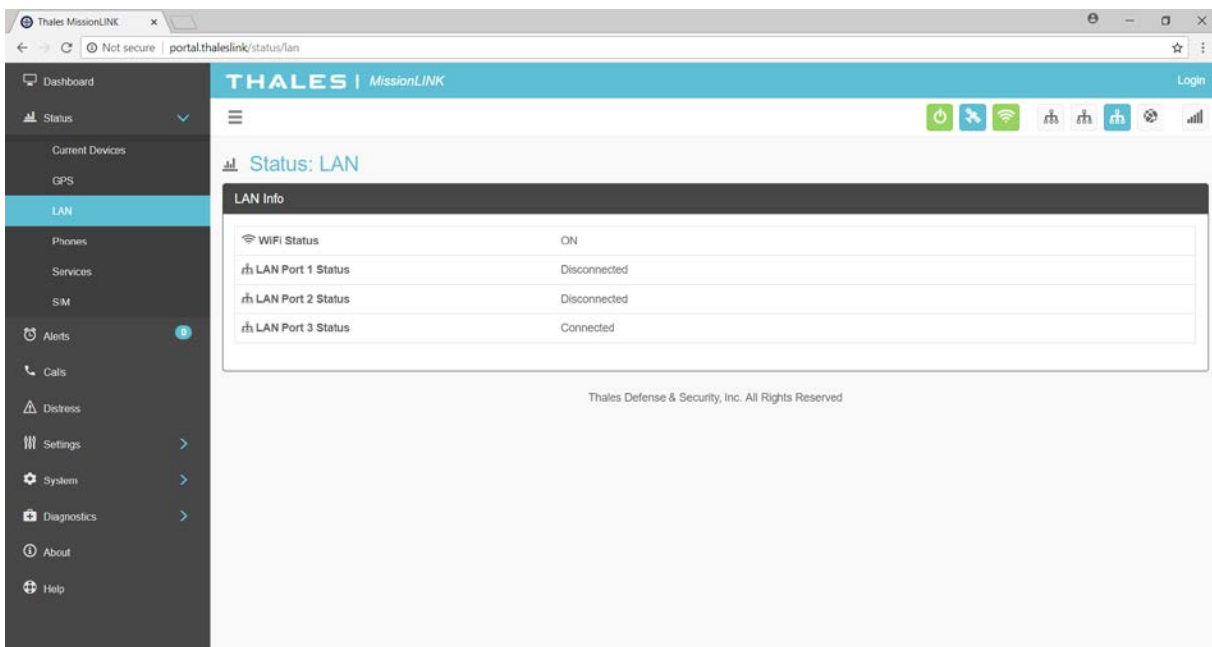 Thales MissionLINK
Not secure | portal.thaleslink/status/lan
Dashboard
THALES | MissionLINK
Login
Status
Current Devices
GPS
LAN
Phones
Services
SIM
Alerts 0
Calls
Distress
Settings
System
Diagnostics
About
Help
Status: LAN
LAN Info
WiFi Status ON
LAN Port 1 Status Disconnected
LAN Port 2 Status Disconnected
LAN Port 3 Status Connected
Thales Defense & Security, Inc. All Rights Reserved